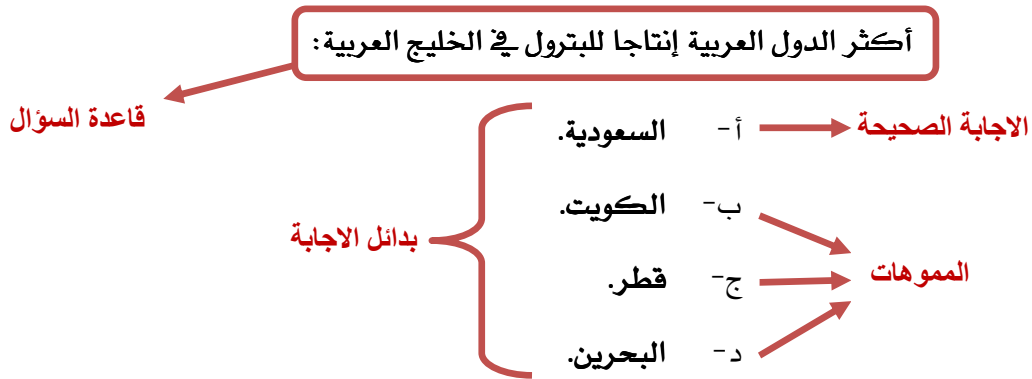 أكثر الدول العربية إنتاجا للبترول في الخليج العربية:
قاعدة السؤال
الاجابة الصحيحة
أ- السعودية.
ب- الكويت.
بدائل الاجابة
المموهات
ج- قطر.
د- البحرين.